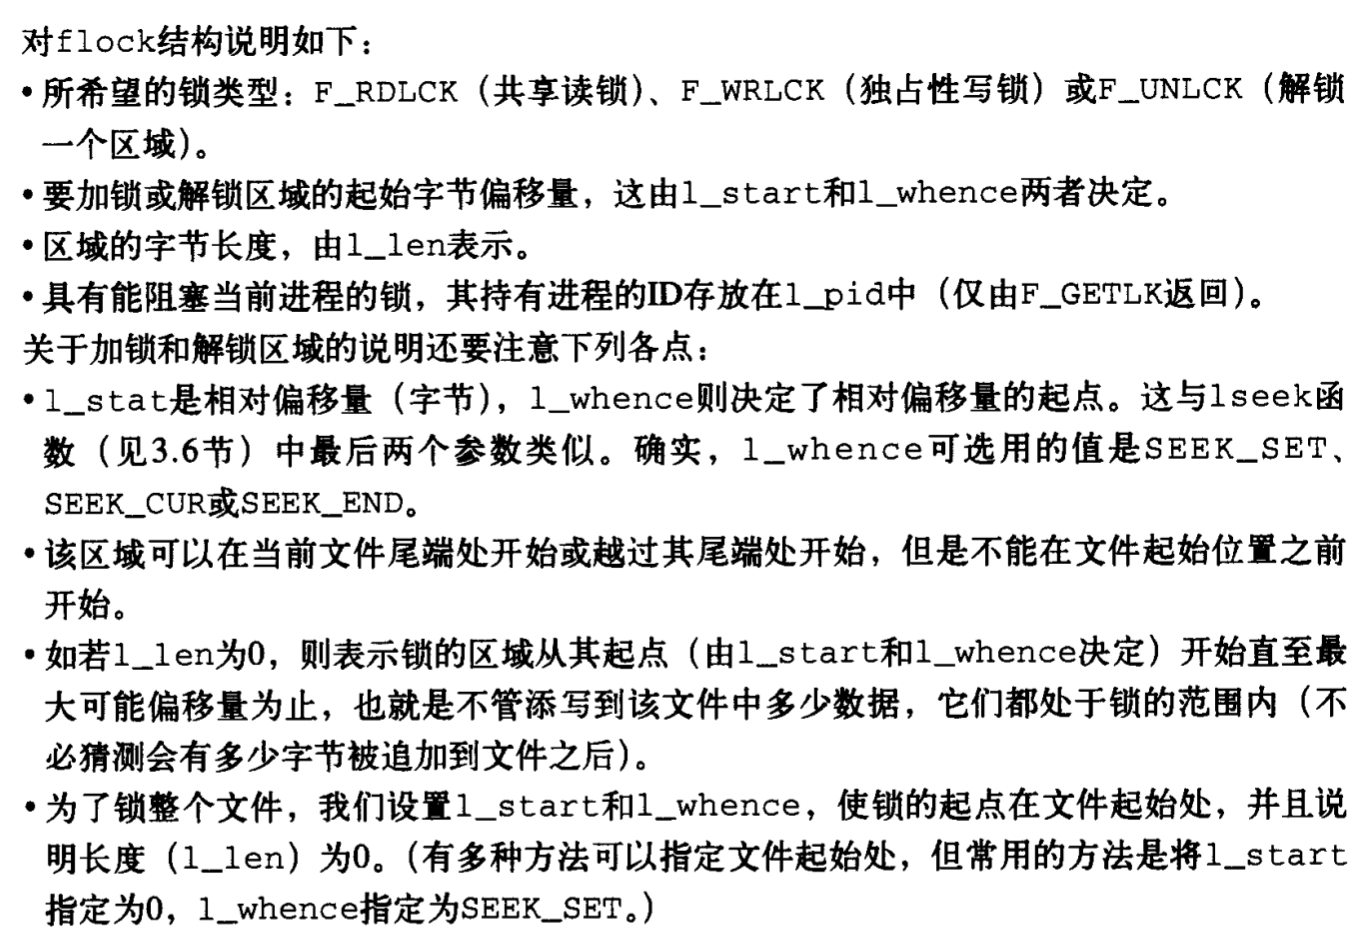 对flock结构说明如下：
•所希望的锁类型：F_RDLCK（共享读锁）、F_WRLCK（独占性写锁）或F_UNLCK（解锁
一个区域）。
•要加锁或解锁区域的起始字节偏移量，这由l_start和l_whence两者决定。
•区域的字节长度，由l_len表示。
•具有能阻塞当前进程的锁，其持有进程的ID存放在l_pid中（仅由F_GETLK返回）。
关于加锁和解锁区域的说明还要注意下列各点：
•l_stat是相对偏移量（字节），l_whence则决定了相对偏移量的起点。这与lseek函
数（见3.6节）中最后两个参数类似。确实，l_whence可选用的值是SEEK_SET、
SEEK_CUR或SEEK_END。
•该区域可以在当前文件尾端处开始或越过其尾端处开始，但是不能在文件起始位置之前
开始。
•如若l_len为0，则表示锁的区域从其起点（由l_start和l_whence决定）开始直至最
大可能偏移量为止，也就是不管添写到该文件中多少数据，它们都处于锁的范围内（不
必猜测会有多少字节被追加到文件之后）。
•为了锁整个文件，我们设置l_start和l_whence，使锁的起点在文件起始处，并且说
明长度（l_len）为0。（有多种方法可以指定文件起始处，但常用的方法是将l_start
指定为0，l_whence指定为SEEK_SET。）